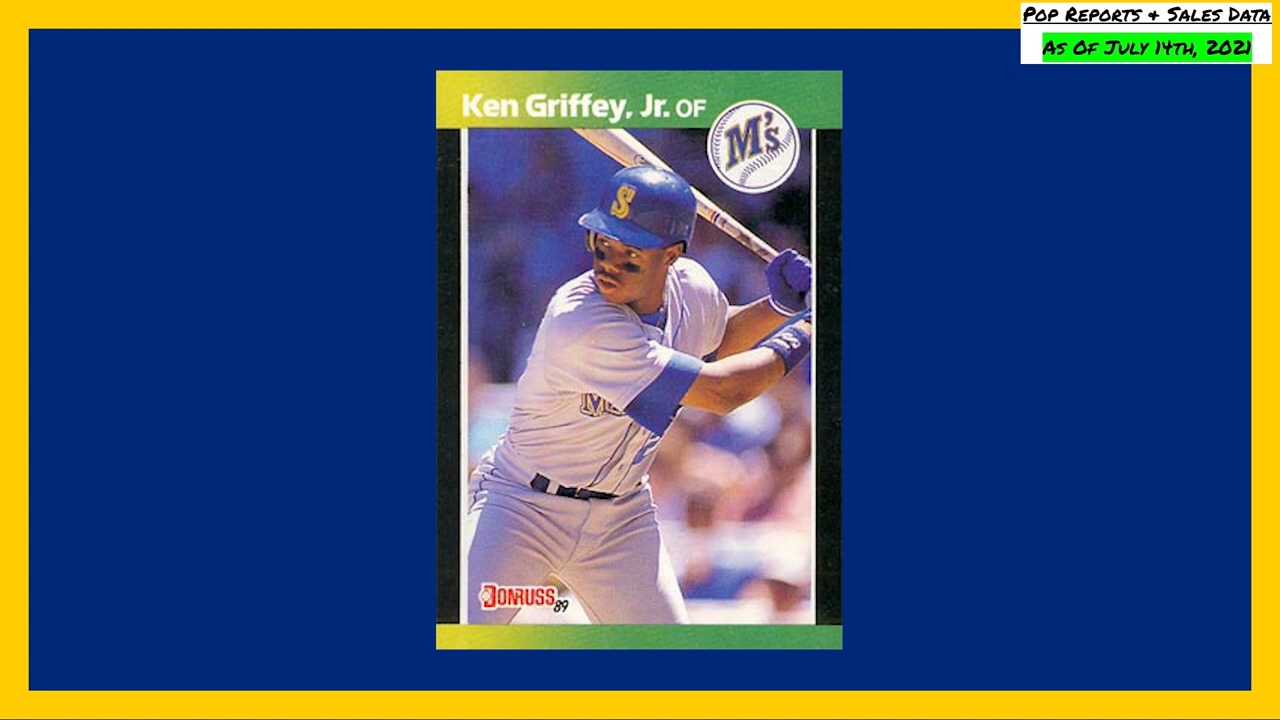 Pop Reports & Sales Data
As Of July 14th, 2021
Ken Griffey, Jr. OF
M's
S
M
DONRUSS 89